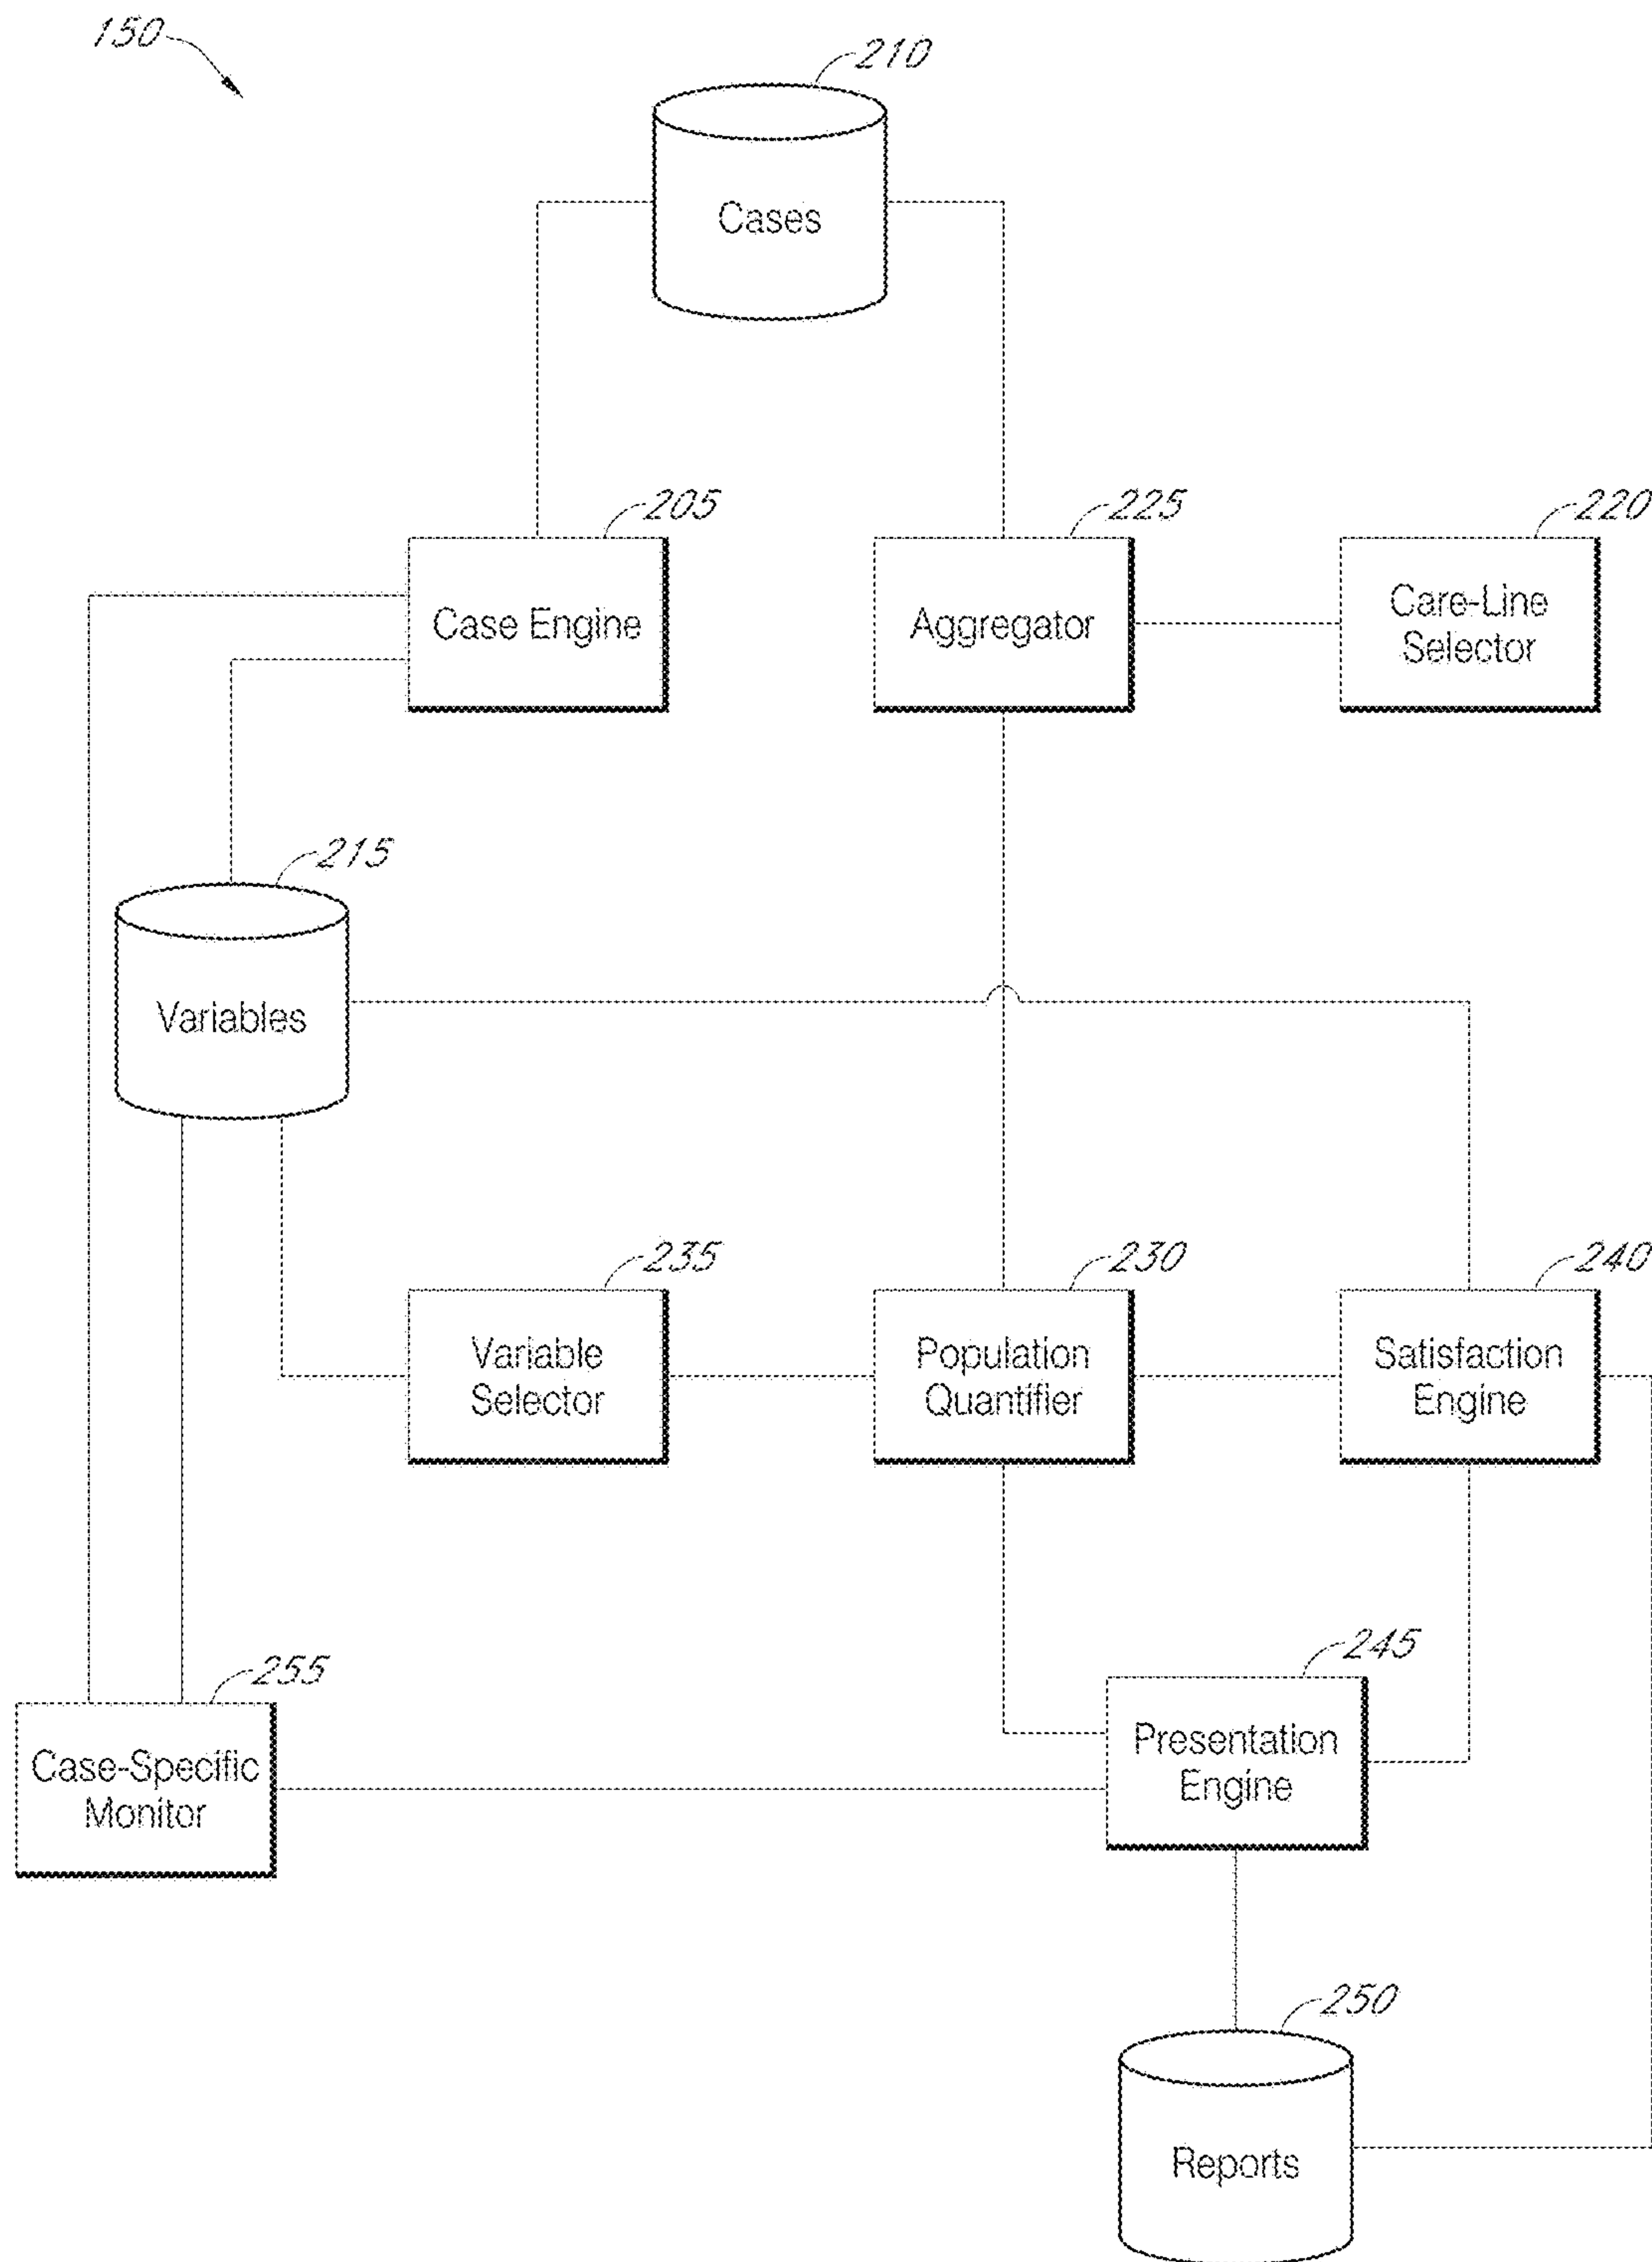 150
210
Cases
205
225
220
Case Engine
Aggregator
Care-Line
Selector
215
Variables
235
230
240
Variable
Selector
Population
Quantifier
Satisfaction
Engine
255
245
Case-Specific
Monitor
Presentation
Engine
250
Reports